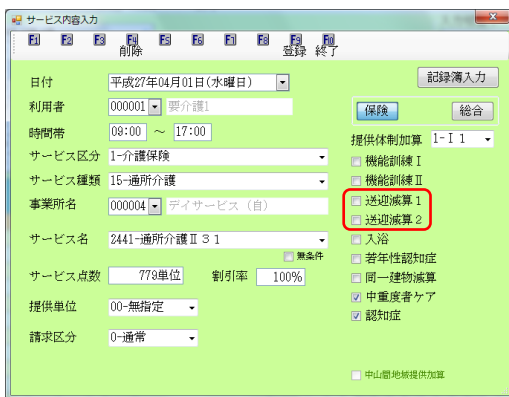 サービス内容入力
F1 F2 F3 F4 F5 F6 F7 F8 F9 F10
削除 登録 終了
日付 平成27年04月01日(水曜日) 記録簿入力
利用者 000001 要介護1 保険 総合
時間帯 09:00 ～ 17:00 提供体制加算 1-Ⅰ1
サービス区分 1-介護保険 機能訓練Ⅰ
サービス種類 15-通所介護 機能訓練Ⅱ
事業所名 000004 デイサービス(自) 送迎減算1
送迎減算2
サービス名 2441-通所介護Ⅱ31 入浴
無条件 若年性認知症
サービス点数 779単位 割引率 100% 同一建物減算
提供単位 00-無指定 中重度者ケア
認知症
請求区分 0-通常
中山間地域提供加算